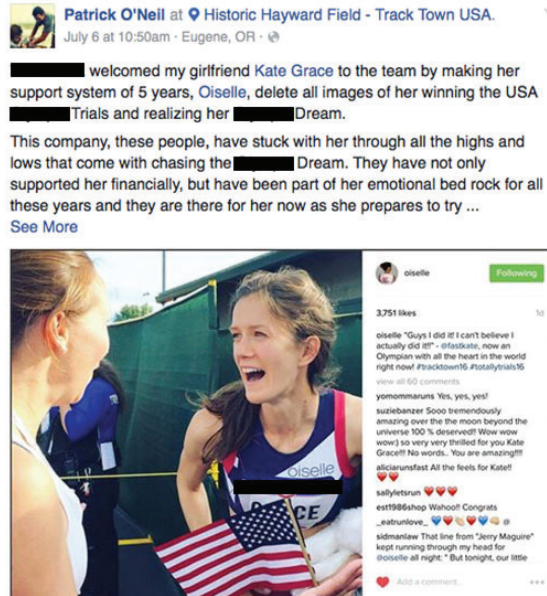 Patrick O'Neil at Historic Hayward Field - Track Town USA.
July 6 at 10:50am · Eugene, OR ·
welcomed my girlfriend Kate Grace to the team by making her
support system of 5 years, Oiselle, delete all images of her winning the USA
Trials and realizing her Dream.
This company, these people, have stuck with her through all the highs and
lows that come with chasing the Dream. They have not only
supported her financially, but have been part of her emotional bed rock for all
these years and they are there for her now as she prepares to try ...
See More
oiselle
Following
3,751 likes
1d
oiselle "Guys I did it! I can't believe I
actually did it!!" - @fastkate, now an
Olympian with all the heart in the world
right now! #tracktown16 #totallytrials16
view all 60 comments
yomommaruns Yes, yes, yes!
suziebanzer Sooo tremendously
amazing over the the moon beyond the
universe 100 % deserved!! Wow wow
wow:) so very very thrilled for you Kate
Grace!!! No words.. You are amazing!!!!
aliciarunsfast All the feels for Kate!!
sallyletsrun
est1986shop Wahoo!! Congrats
_eatrunlove_ @
sidmanlaw That line from "Jerry Maguire"
kept running through my head for
@oiselle all night: " But tonight, our little
Add a comment...
oiselle
CE